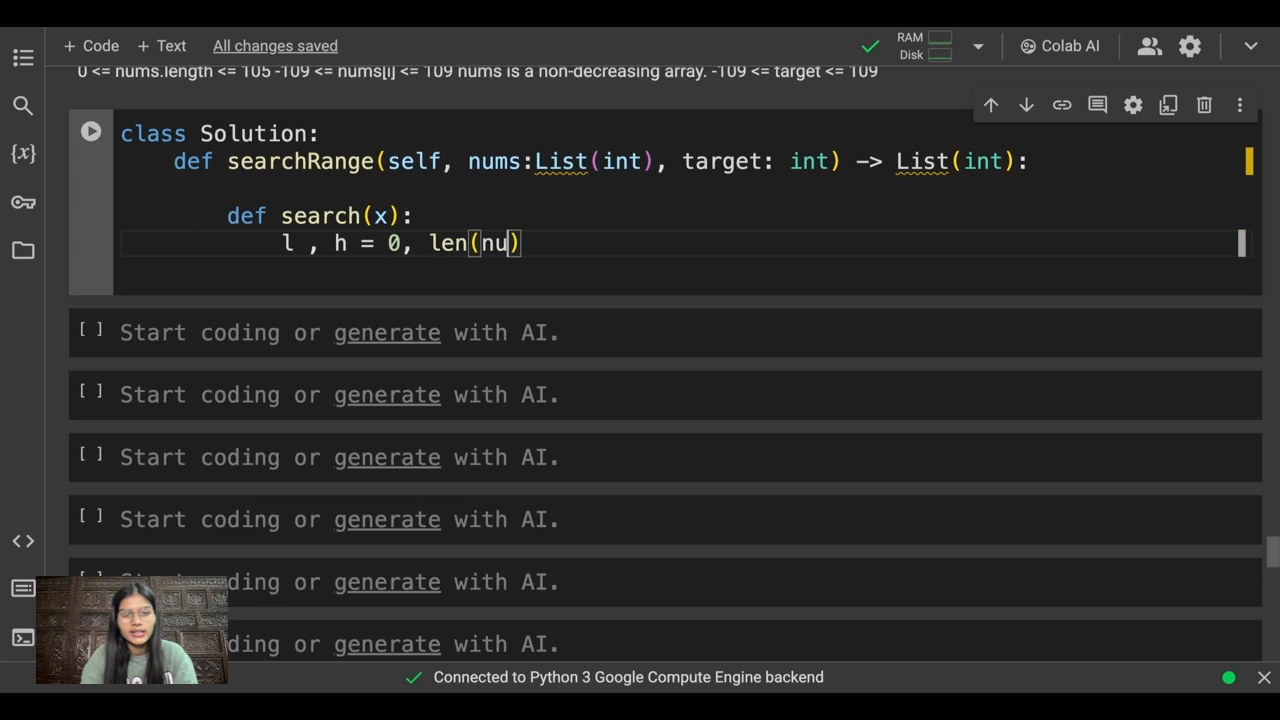 + Code + Text All changes saved RAM Disk Colab AI
0 <= nums.length <= 105 -109 <= nums[i] <= 109 nums is a non-decreasing array. -109 <= target <= 109
class Solution:
def searchRange(self, nums:List(int), target: int) -> List(int):
def search(x):
l , h = 0, len(nu)
[ ] Start coding or generate with AI.
[ ] Start coding or generate with AI.
[ ] Start coding or generate with AI.
[ ] Start coding or generate with AI.
[ ] Start coding or generate with AI.
ding or generate with AI.
Connected to Python 3 Google Compute Engine backend